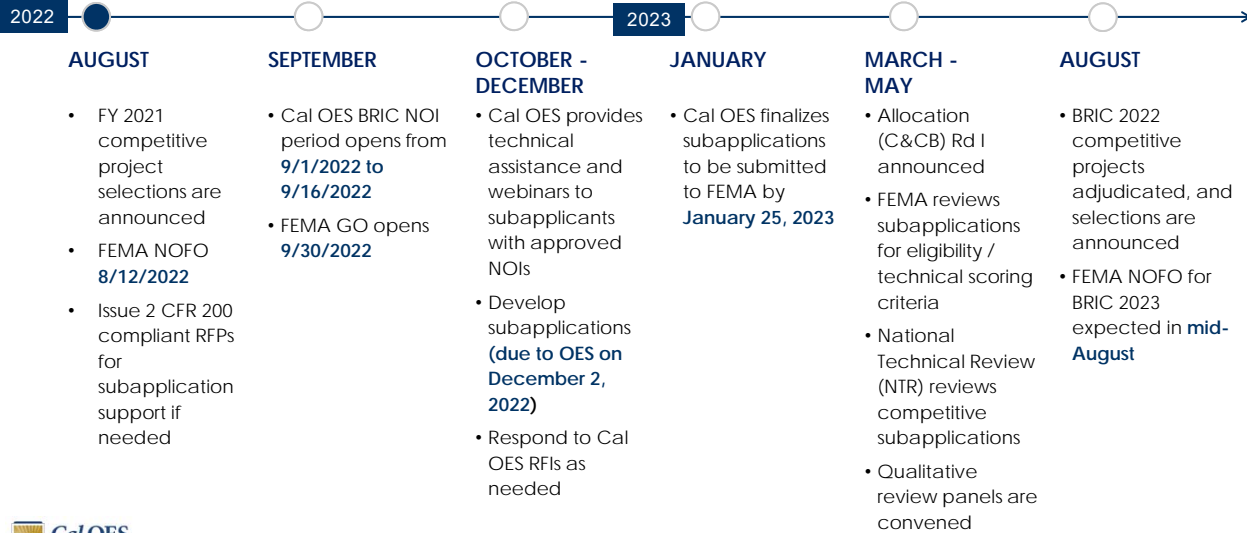 2022
2023
AUGUST
• FY 2021
competitive
project
selections are
announced
• FEMA NOFO
8/12/2022
• Issue 2 CFR 200
compliant RFPs
for
subapplication
support if
needed
SEPTEMBER
• Cal OES BRIC NOI
period opens from
9/1/2022 to
9/16/2022
• FEMA GO opens
9/30/2022
OCTOBER -
DECEMBER
• Cal OES provides
technical
assistance and
webinars to
subapplicants
with approved
NOIs
• Develop
subapplications
(due to OES on
December 2,
2022)
• Respond to Cal
OES RFIs as
needed
JANUARY
• Cal OES finalizes
subapplications
to be submitted
to FEMA by
January 25, 2023
MARCH -
MAY
• Allocation
(C&CB) Rd I
announced
• FEMA reviews
subapplications
for eligibility /
technical scoring
criteria
• National
Technical Review
(NTR) reviews
competitive
subapplications
• Qualitative
review panels are
convened
AUGUST
• BRIC 2022
competitive
projects
adjudicated, and
selections are
announced
• FEMA NOFO for
BRIC 2023
expected in mid-
August
Cal OES